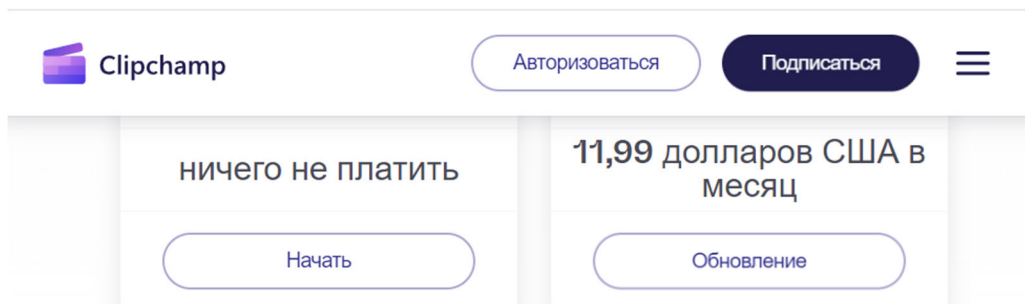 Clipchamp
Авторизоваться
Подписаться
ничего не платить
11,99 долларов США в
месяц
Начать
Обновление